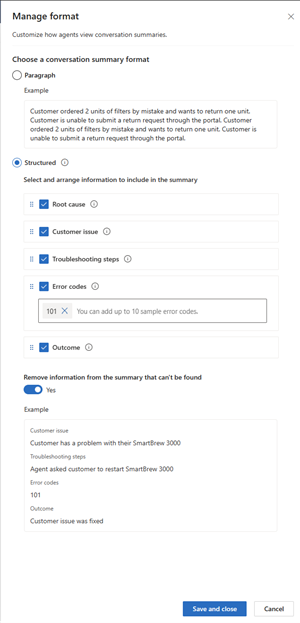 Manage format
Customize how agents view conversation summaries.
Choose a conversation summary format
Paragraph
Example
Customer ordered 2 units of filters by mistake and wants to return one unit.
Customer is unable to submit a return request through the portal. Customer
ordered 2 units of filters by mistake and wants to return one unit. Customer is
unable to submit a return request through the portal.
Structured
Select and arrange information to include in the summary
Root cause
Customer issue
Troubleshooting steps
Error codes
101 You can add up to 10 sample error codes.
Outcome
Remove information from the summary that can't be found
Yes
Example
Customer issue
Customer has a problem with their SmartBrew 3000
Troubleshooting steps
Agent asked customer to restart SmartBrew 3000
Error codes
101
Outcome
Customer issue was fixed
Save and close Cancel